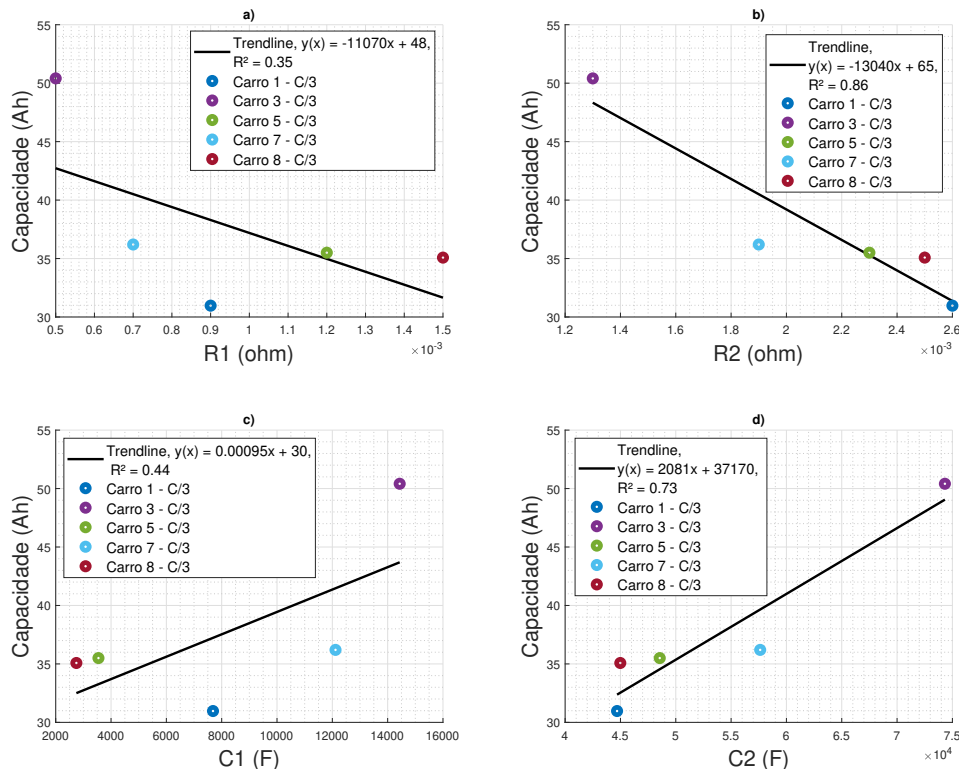 a)
55
50
45
40
35
30
Capacidade (Ah)
Trendline, y(x) = -11070x + 48,
R² = 0.35
Carro 1 - C/3
Carro 3 - C/3
Carro 5 - C/3
Carro 7 - C/3
Carro 8 - C/3
0.5 0.6 0.7 0.8 0.9 1 1.1 1.2 1.3 1.4 1.5
×10⁻³
R1 (ohm)
b)
55
50
45
40
35
30
Capacidade (Ah)
Trendline,
y(x) = -13040x + 65,
R² = 0.86
Carro 1 - C/3
Carro 3 - C/3
Carro 5 - C/3
Carro 7 - C/3
Carro 8 - C/3
1.2 1.4 1.6 1.8 2 2.2 2.4 2.6
×10⁻³
R2 (ohm)
c)
55
50
45
40
35
30
Capacidade (Ah)
Trendline, y(x) = 0.00095x + 30,
R² = 0.44
Carro 1 - C/3
Carro 3 - C/3
Carro 5 - C/3
Carro 7 - C/3
Carro 8 - C/3
2000 4000 6000 8000 10000 12000 14000 16000
C1 (F)
d)
55
50
45
40
35
30
Capacidade (Ah)
Trendline,
y(x) = 2081x + 37170,
R² = 0.73
Carro 1 - C/3
Carro 3 - C/3
Carro 5 - C/3
Carro 7 - C/3
Carro 8 - C/3
4 4.5 5 5.5 6 6.5 7 7.5
×10⁴
C2 (F)